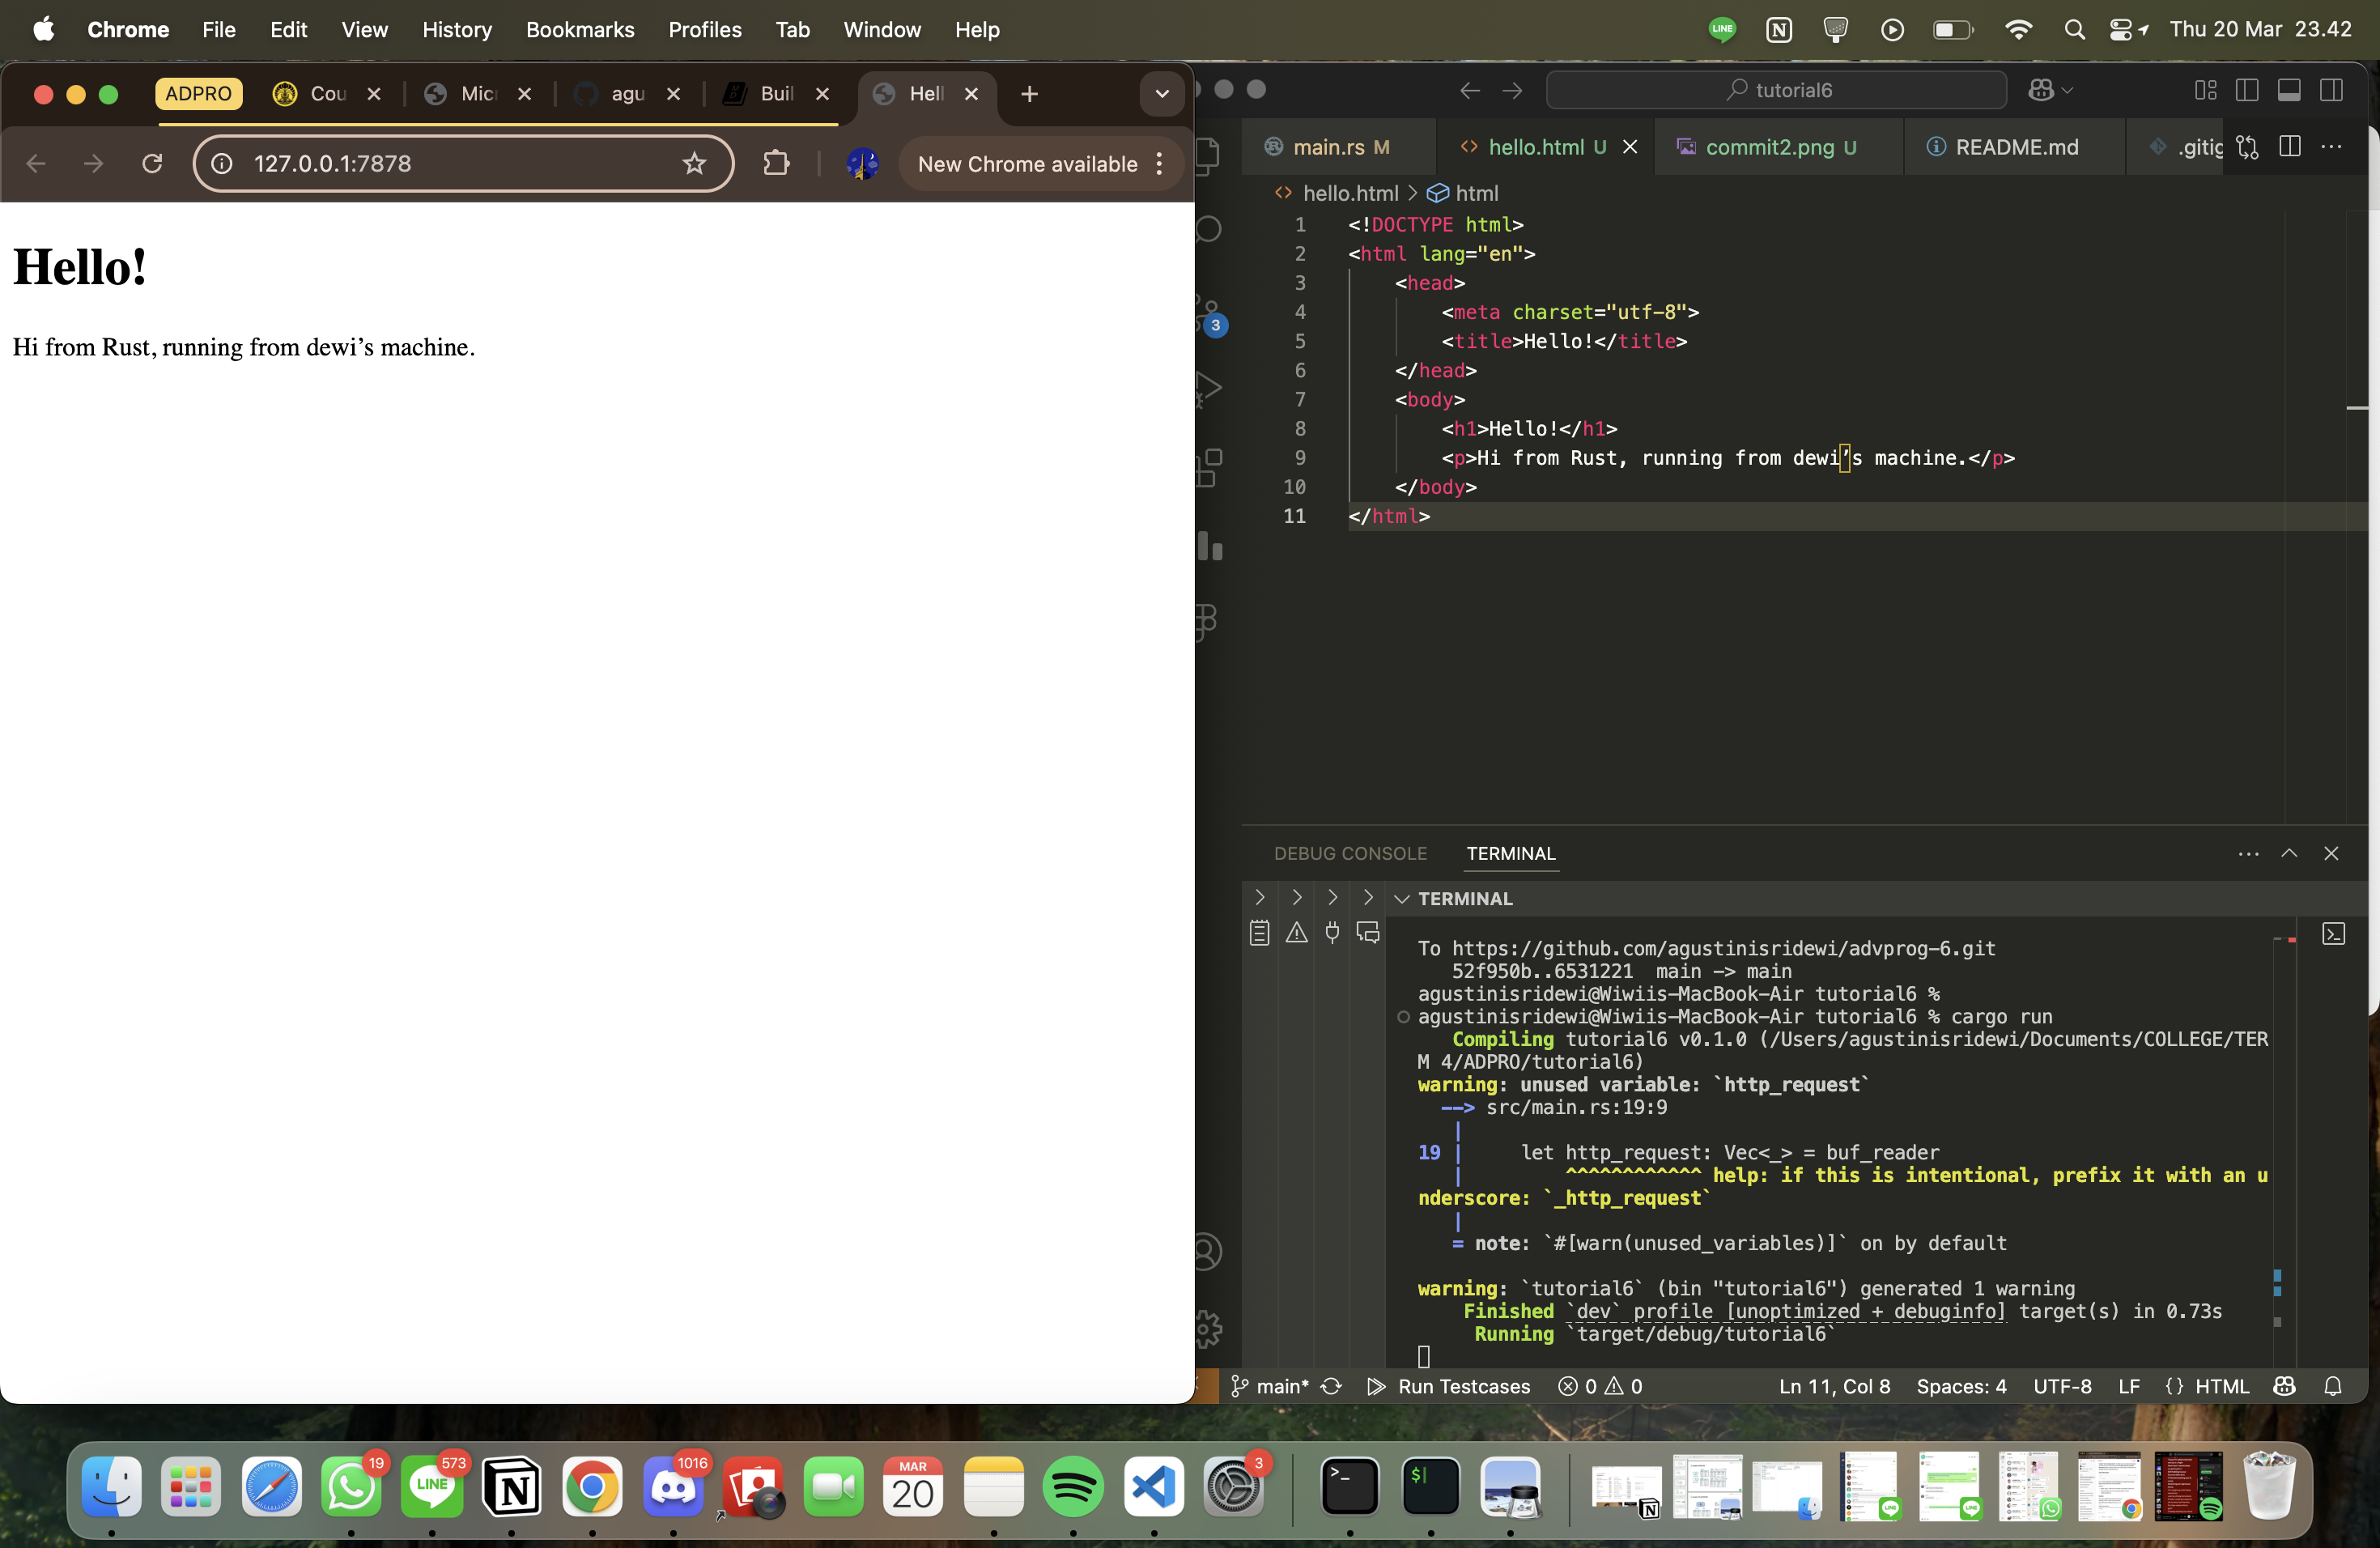 Chrome File Edit View History Bookmarks Profiles Tab Window Help LINE N Thu 20 Mar 23.42
ADPRO Cou Micr agu Buil Hell
127.0.0.1:7878 New Chrome available
Hello!
Hi from Rust, running from dewi’s machine.
tutorial6
main.rs M hello.html U commit2.png U README.md .gitig
hello.html > html
3
1 <!DOCTYPE html>
2 <html lang="en">
3 <head>
4 <meta charset="utf-8">
5 <title>Hello!</title>
6 </head>
7 <body>
8 <h1>Hello!</h1>
9 <p>Hi from Rust, running from dewi’s machine.</p>
10 </body>
11 </html>
DEBUG CONSOLE TERMINAL
TERMINAL
To https://github.com/agustinisridewi/advprog-6.git
52f950b..6531221 main -> main
agustinisridewi@Wiwiis-MacBook-Air tutorial6 %
agustinisridewi@Wiwiis-MacBook-Air tutorial6 % cargo run
Compiling tutorial6 v0.1.0 (/Users/agustinisridewi/Documents/COLLEGE/TER
M 4/ADPRO/tutorial6)
warning: unused variable: `http_request`
--> src/main.rs:19:9
|
19 | let http_request: Vec<_> = buf_reader
| ^^^^^^^^^^^^ help: if this is intentional, prefix it with an u
nderscore: `_http_request`
|
= note: `#[warn(unused_variables)]` on by default
warning: `tutorial6` (bin "tutorial6") generated 1 warning
Finished `dev` profile [unoptimized + debuginfo] target(s) in 0.73s
Running `target/debug/tutorial6`
main* Run Testcases 0 0 Ln 11, Col 8 Spaces: 4 UTF-8 LF {} HTML
19 573 1016 3
LINE N MAR 20 >_ $